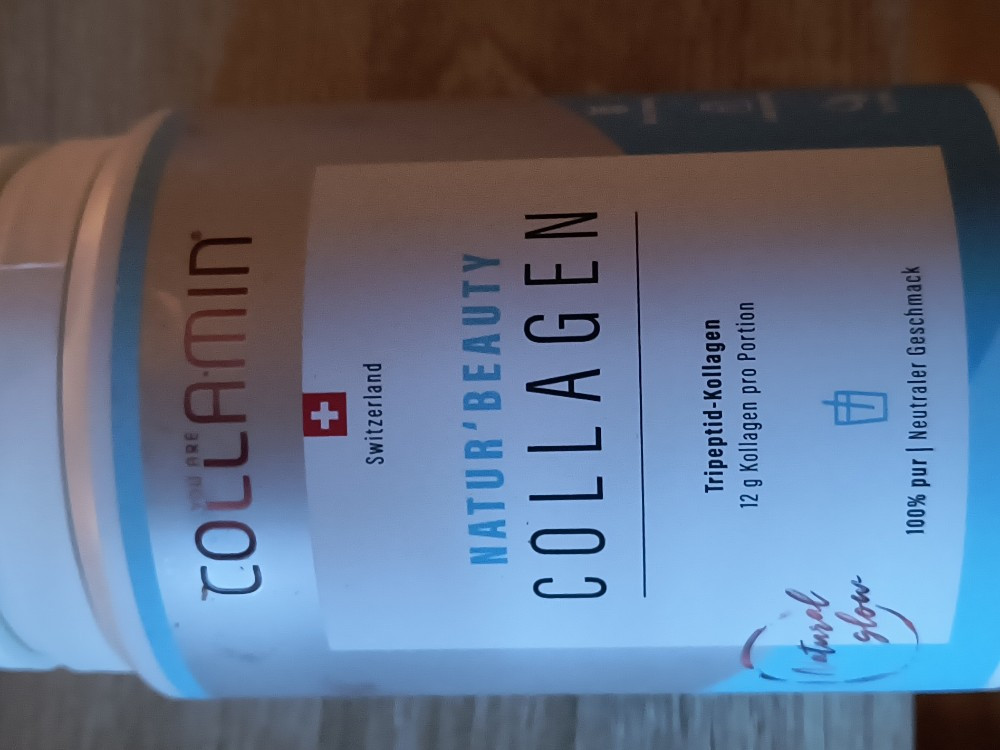 YOU ARE
COLLAMIN®
Switzerland
NATUR'BEAUTY
COLLAGEN
Tripeptid-Kollagen
12 g Kollagen pro Portion
100% pur | Neutraler Geschmack
Natural
glow